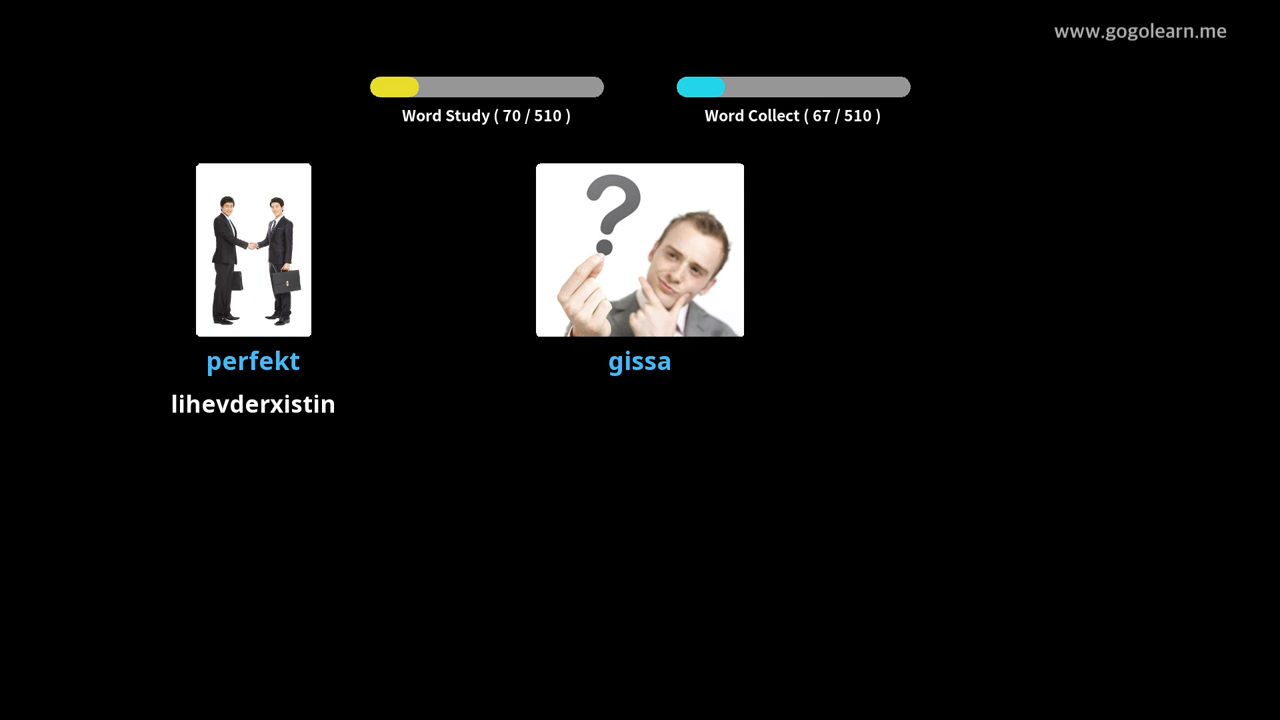 www.gogolearn.me
Word Study ( 70 / 510 )
Word Collect ( 67 / 510 )
perfekt
gissa
lihevderxistin